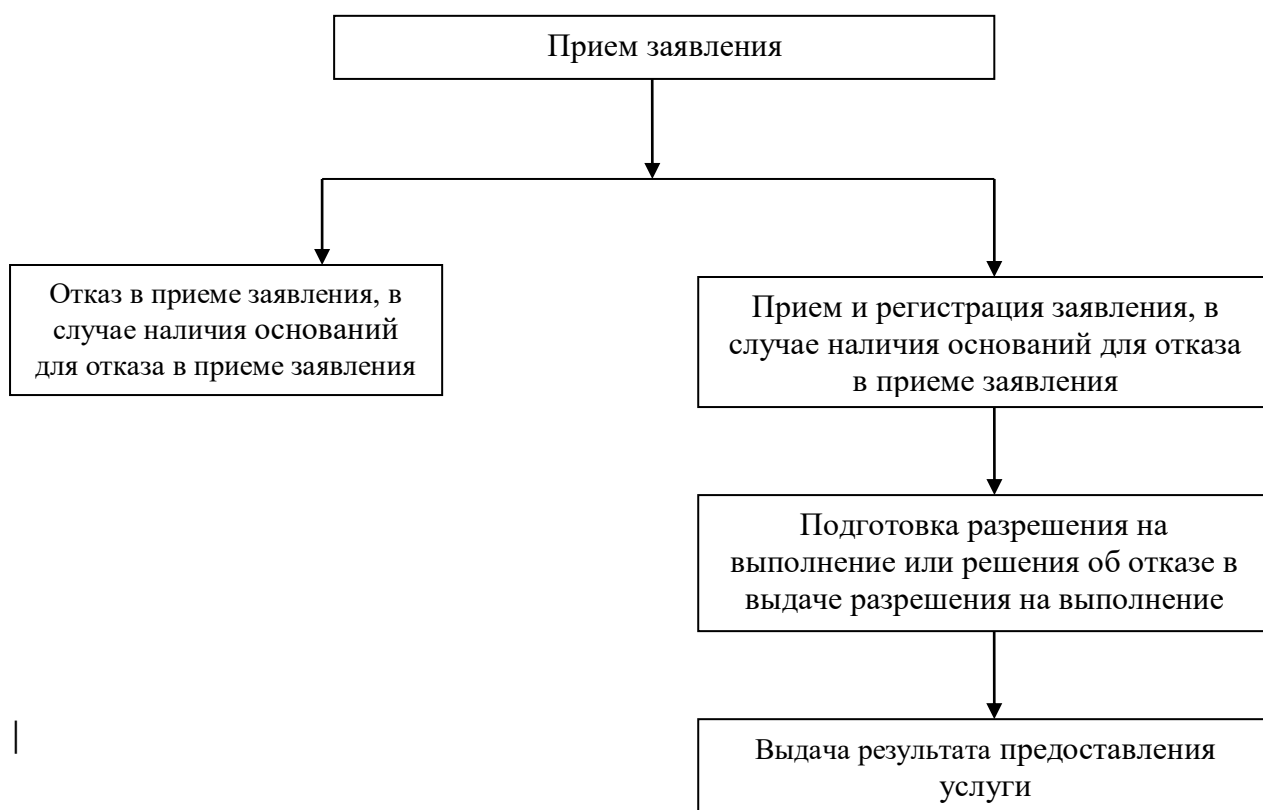 Прием заявления
Отказ в приеме заявления, в
случае наличия оснований
для отказа в приеме заявления
Прием и регистрация заявления, в
случае наличия оснований для отказа
в приеме заявления
Подготовка разрешения на
выполнение или решения об отказе в
выдаче разрешения на выполнение
Выдача результата предоставления
услуги